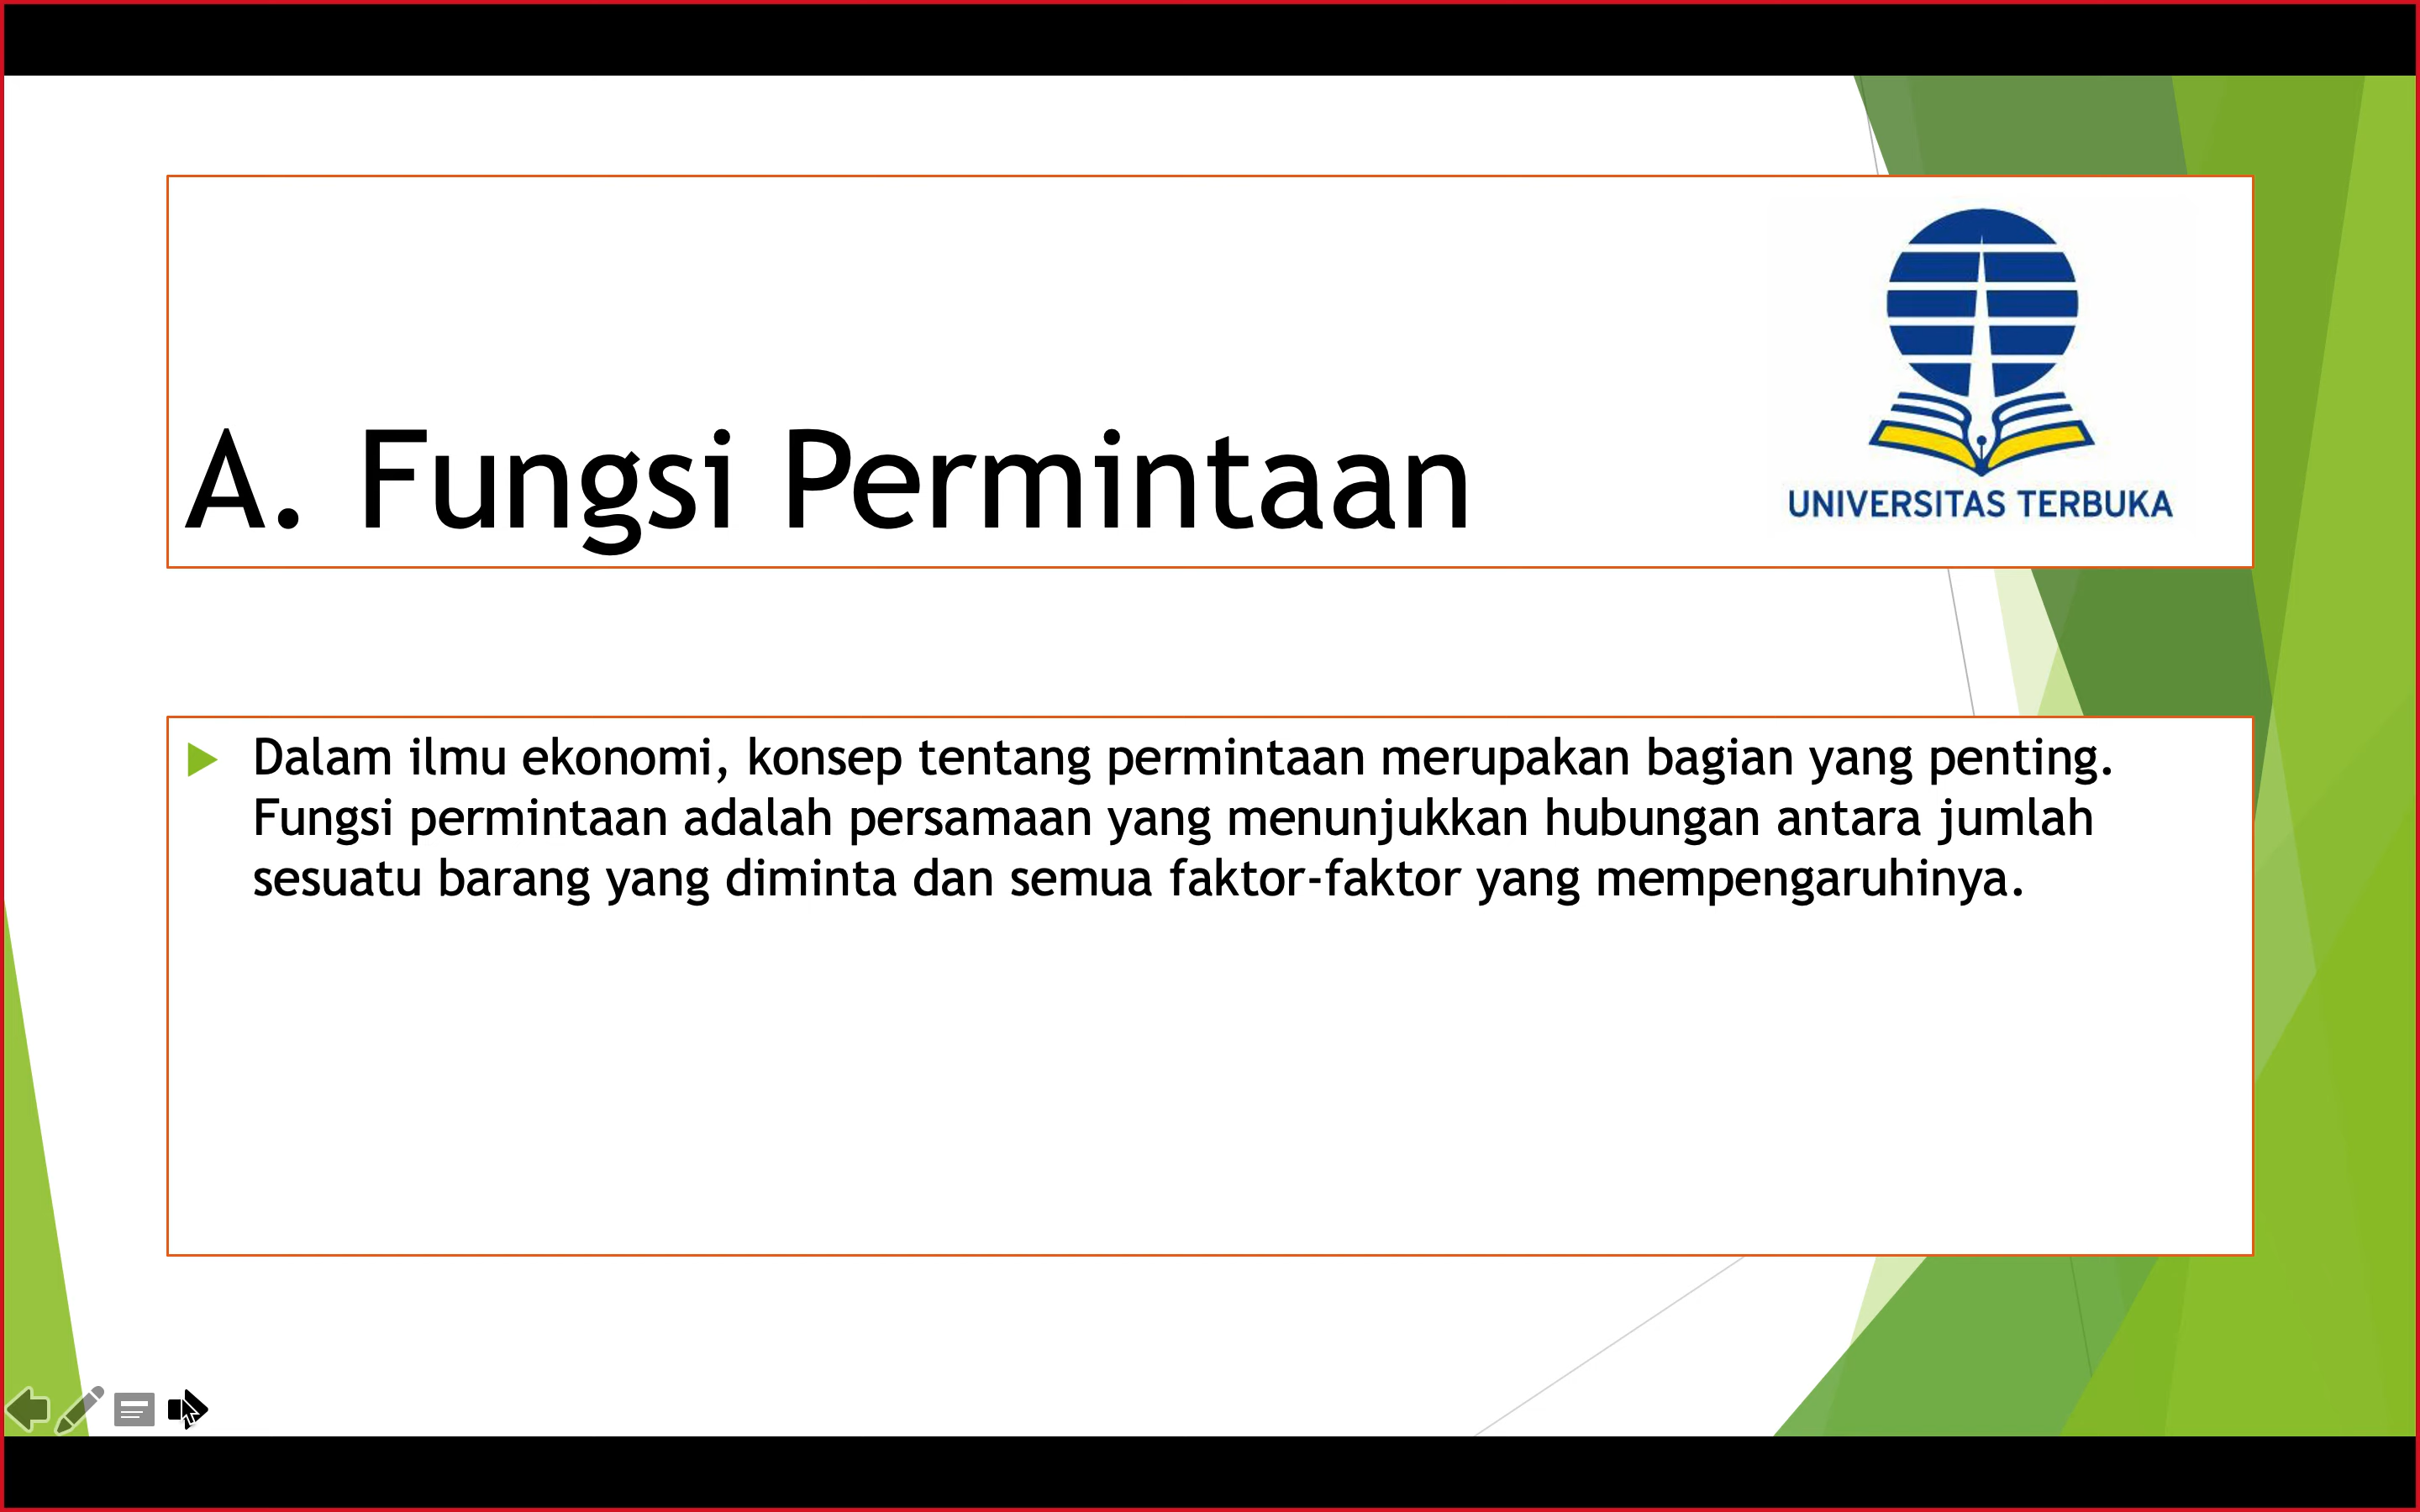 A. Fungsi Permintaan
UNIVERSITAS TERBUKA
Dalam ilmu ekonomi, konsep tentang permintaan merupakan bagian yang penting.
Fungsi permintaan adalah persamaan yang menunjukkan hubungan antara jumlah
sesuatu barang yang diminta dan semua faktor-faktor yang mempengaruhinya.